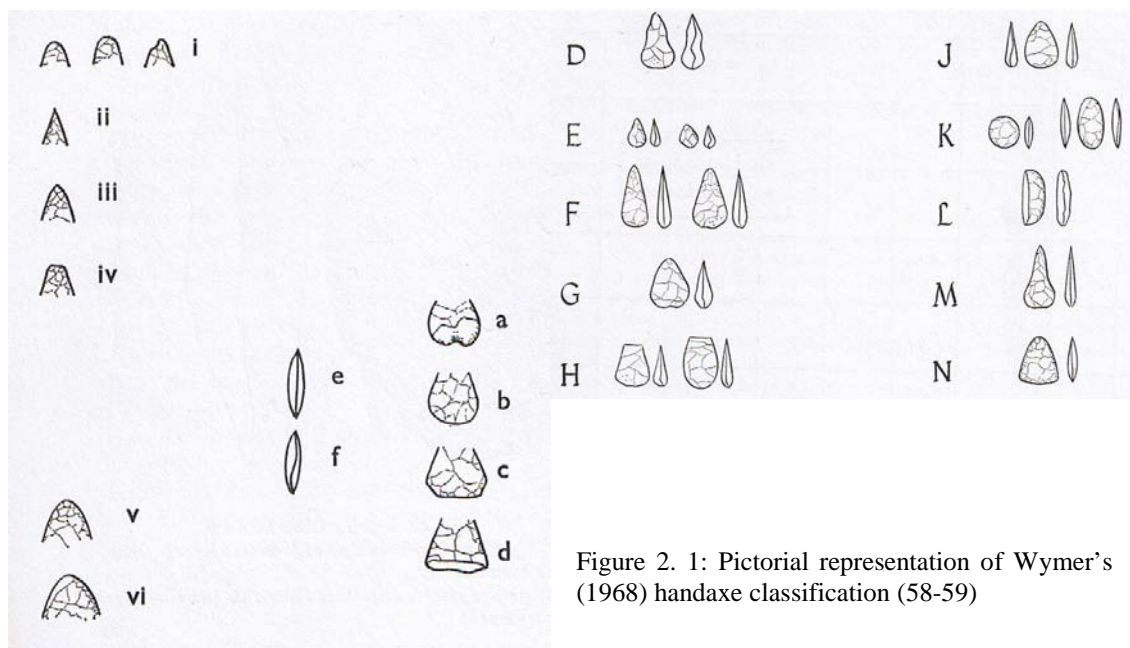 i
ii
iii
iv
v
vi
e
f
a
b
c
d
D
E
F
G
H
J
K
L
M
N
Figure 2. 1: Pictorial representation of Wymer’s
(1968) handaxe classification (58-59)